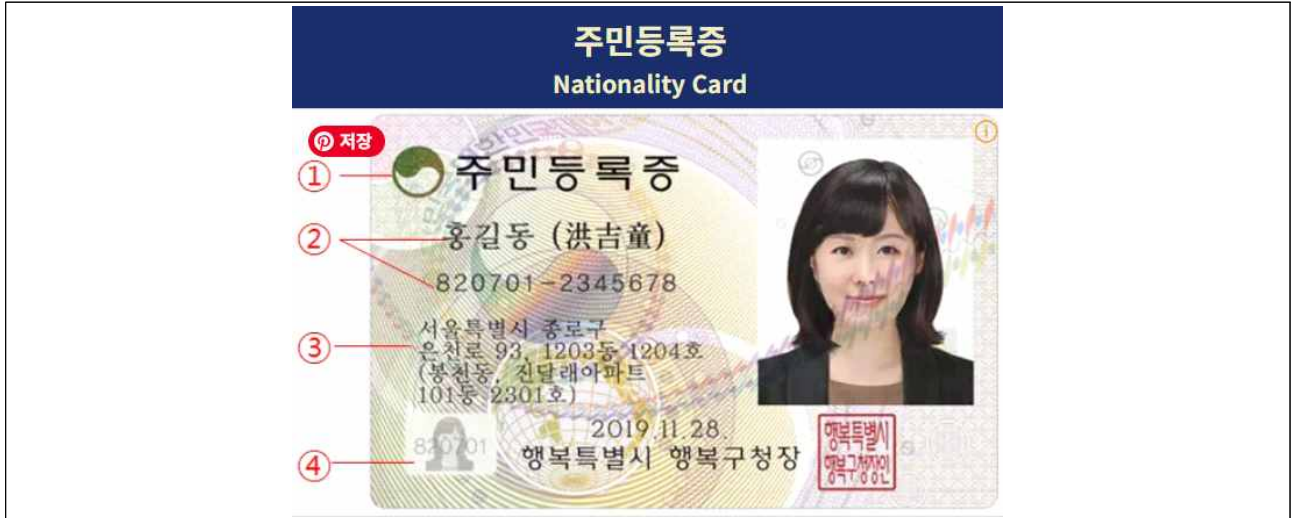 주민등록증
Nationality Card
저장
① 주민등록증
② 홍길동 (洪吉童)
820701-2345678
③ 서울특별시 종로구
은천로 93, 1203동 1204호
(봉천동, 진달래아파트
101동 2301호)
④ 820701
2019.11.28.
행복특별시 행복구청장
행복특별시
행복구청장인